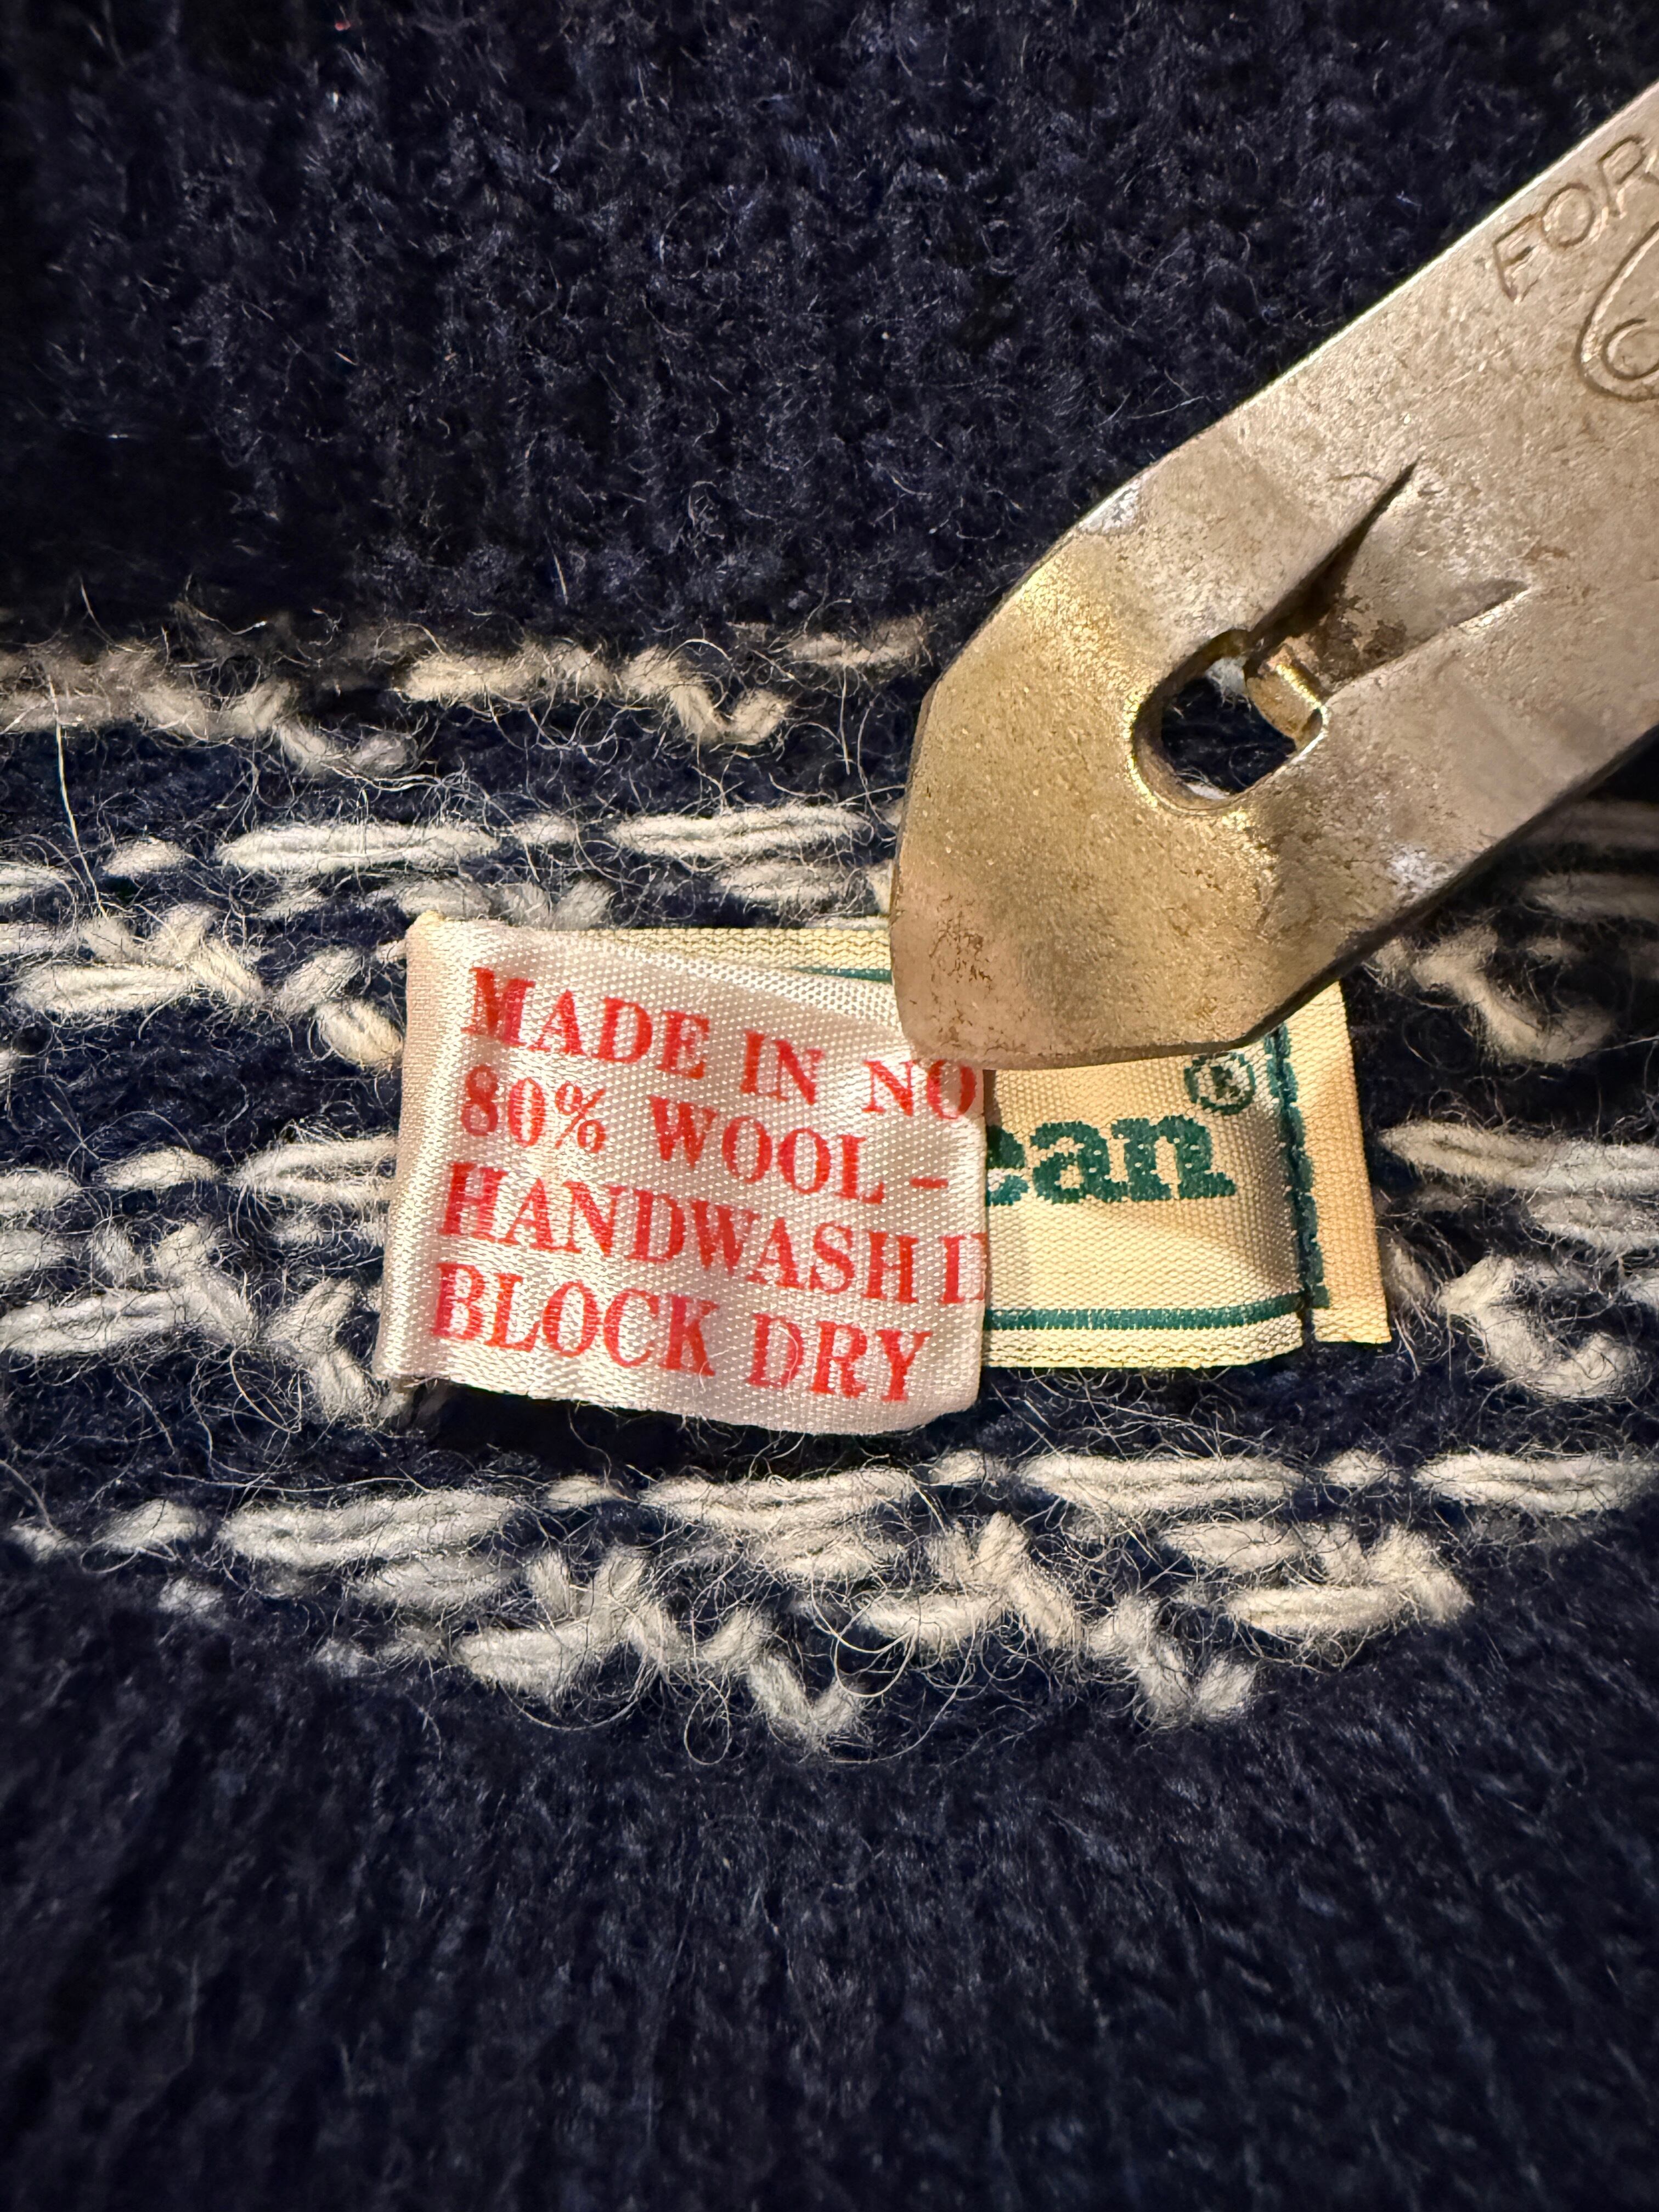 MADE IN NO
80% WOOL -
HANDWASH
BLOCK DRY
ean®
FOR